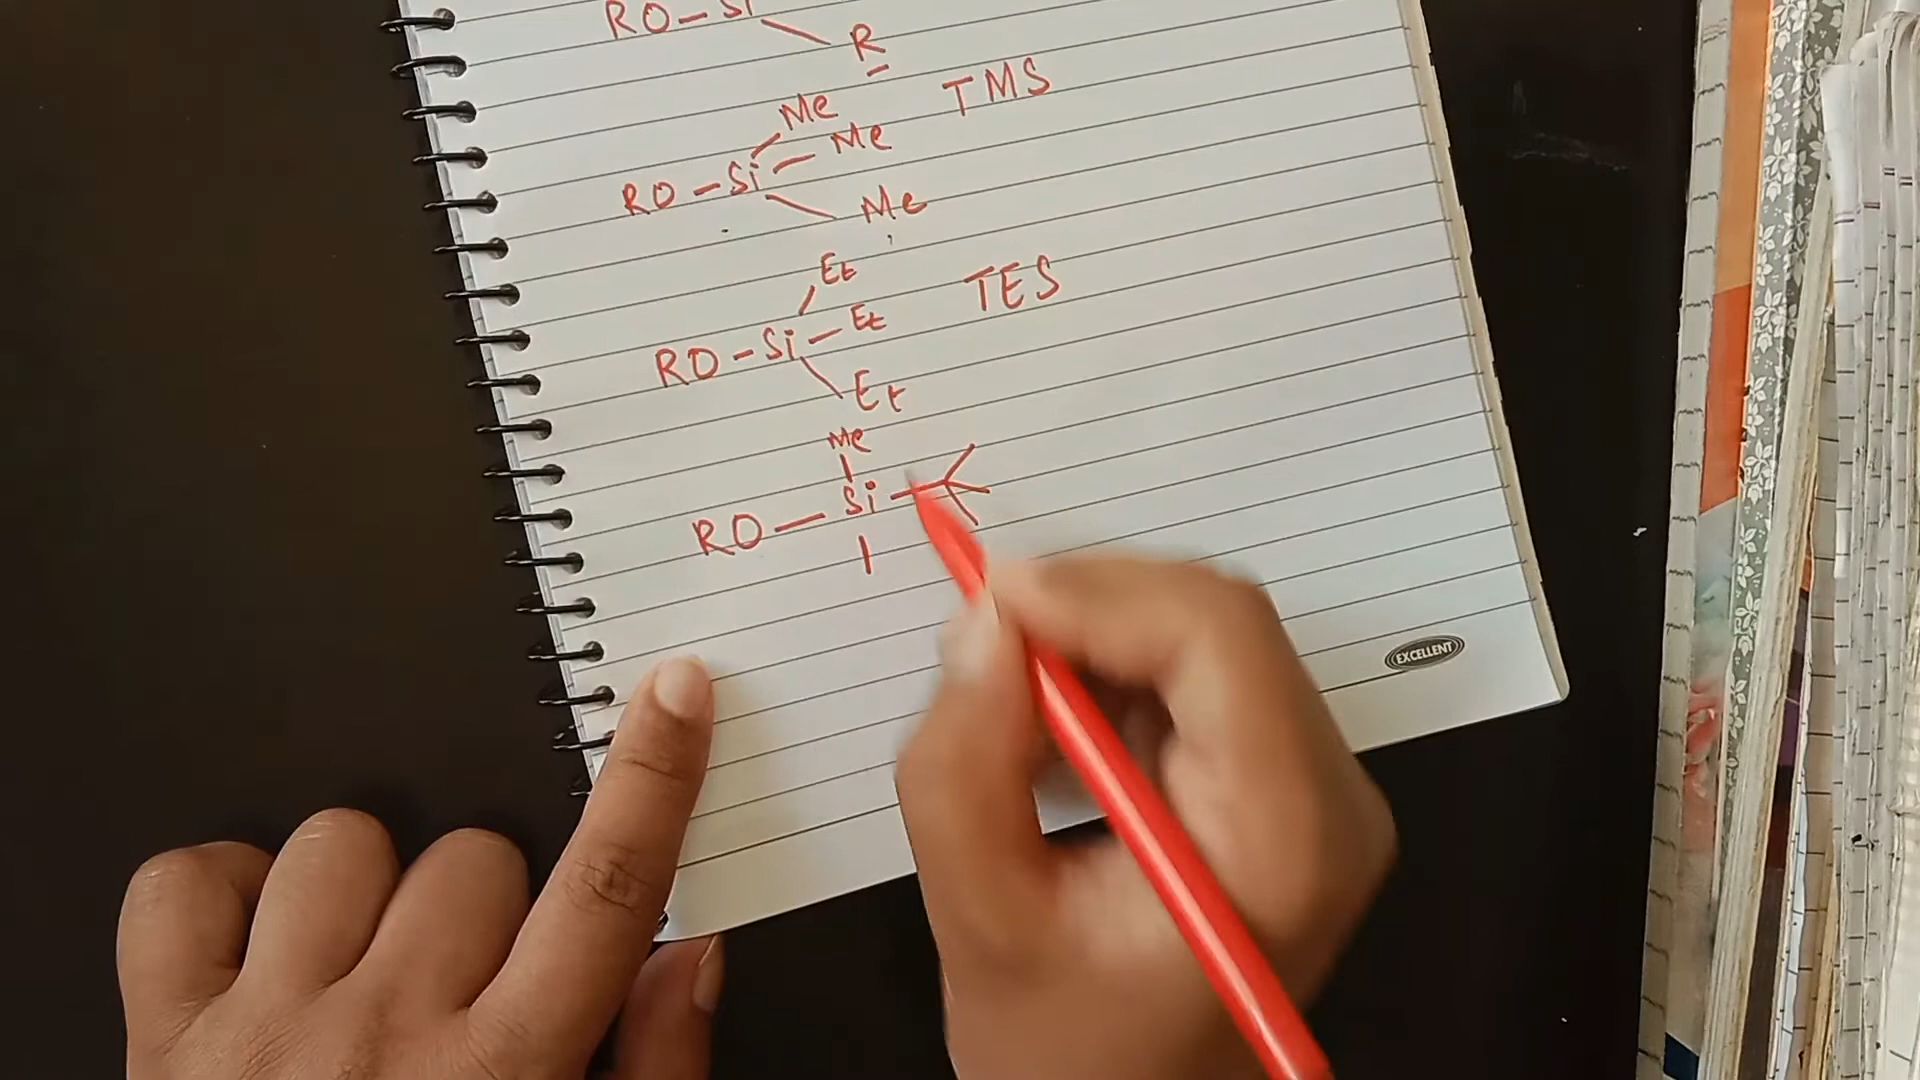 RO-Si
R
TMS
Me
Me
RO-Si
Me
Et
TES
Et
RO-Si
Et
Me
RO-Si
EXCELLENT